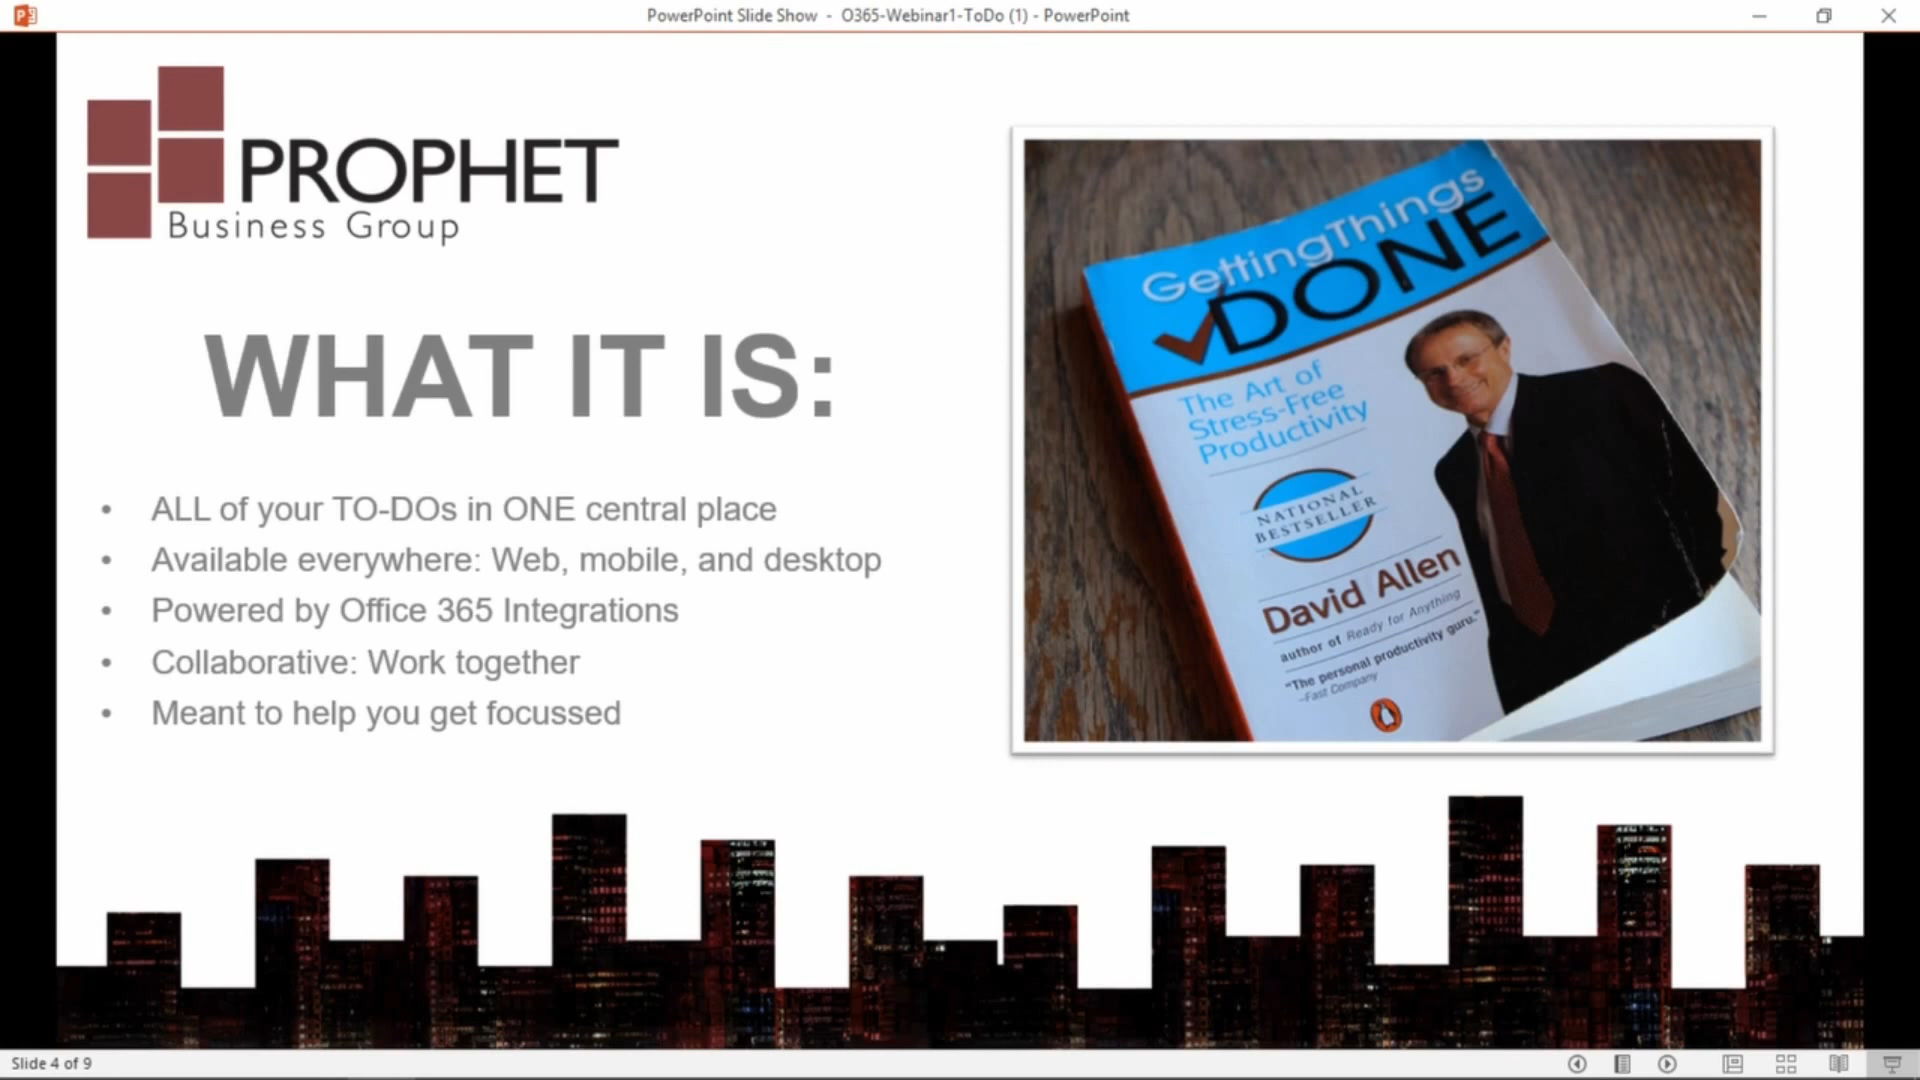 PowerPoint Slide Show - O365-Webinar1-ToDo (1) - PowerPoint
PROPHET
Business Group
WHAT IT IS:
• ALL of your TO-DOs in ONE central place
• Available everywhere: Web, mobile, and desktop
• Powered by Office 365 Integrations
• Collaborative: Work together
• Meant to help you get focussed
GettingThings
DONE
The Art of
Stress-Free
Productivity
NATIONAL
BESTSELLER
David Allen
author of Ready for Anything
"The personal productivity guru."
–Fast Company
Slide 4 of 9